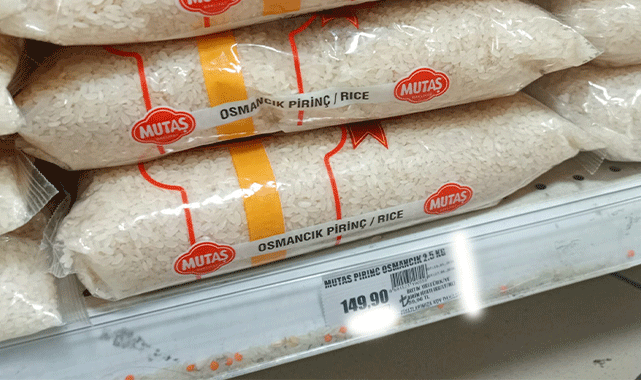 MUTAŞ
OSMANCIK PİRİNÇ / RICE
MUTAŞ
MUTAŞ
OSMANCIK PİRİNÇ / RICE
MUTAŞ
MUTAS PIRINC OSMANCIK 2.5 KG
149,90 ₺